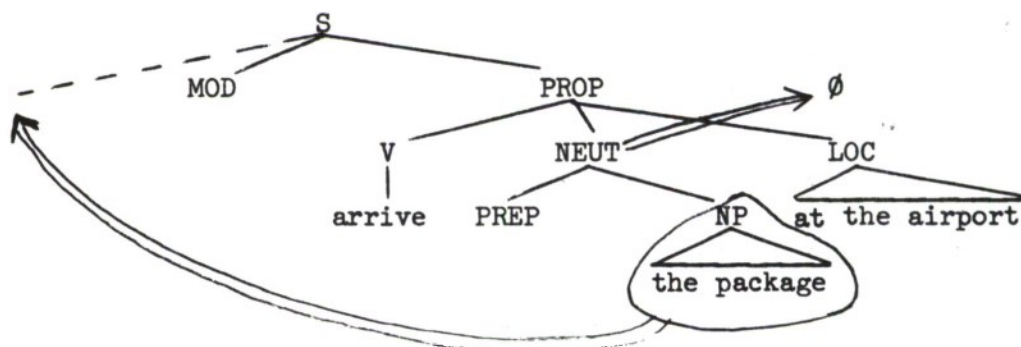 S
MOD PROP Ø
V NEUT LOC
arrive PREP NP at the airport
the package